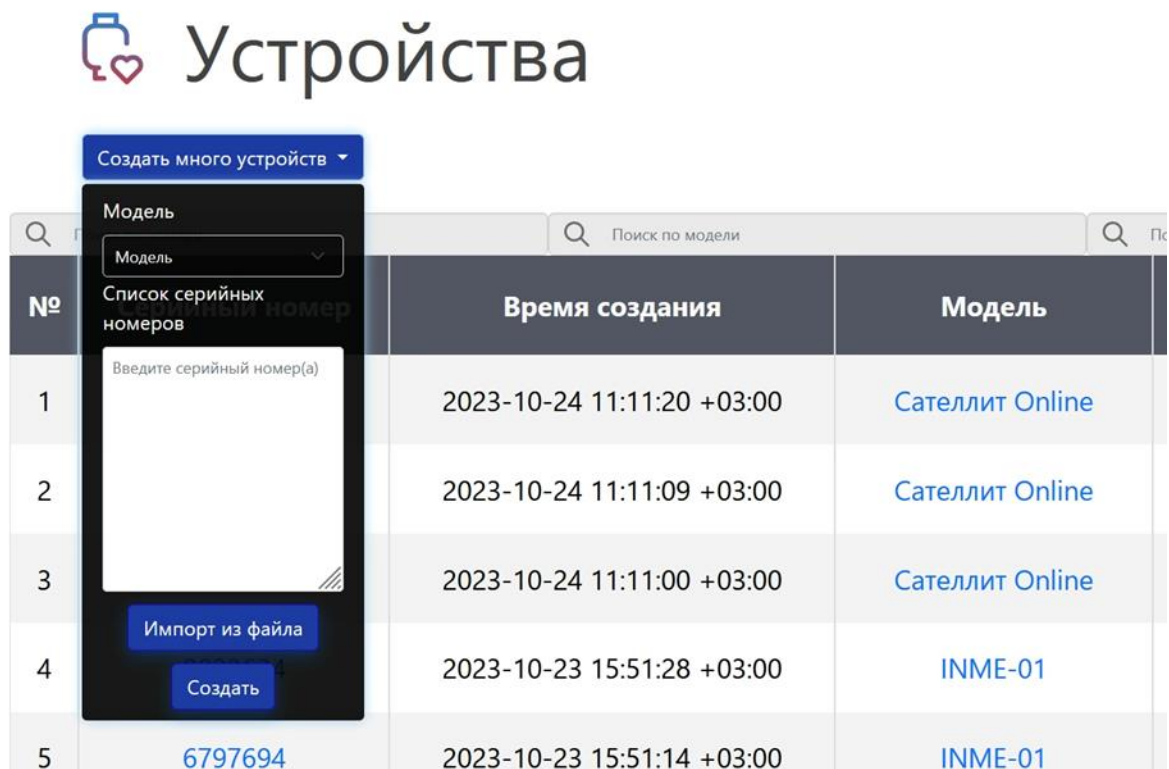 Устройства
Создать много устройств
Модель
Модель
Список серийных
номеров
Введите серийный номер(а)
Импорт из файла
Создать
Поиск по модели
№ Серийный номер Время создания Модель
1 2023-10-24 11:11:20 +03:00 Сателлит Online
2 2023-10-24 11:11:09 +03:00 Сателлит Online
3 2023-10-24 11:11:00 +03:00 Сателлит Online
4 2023-10-23 15:51:28 +03:00 INME-01
5 6797694 2023-10-23 15:51:14 +03:00 INME-01